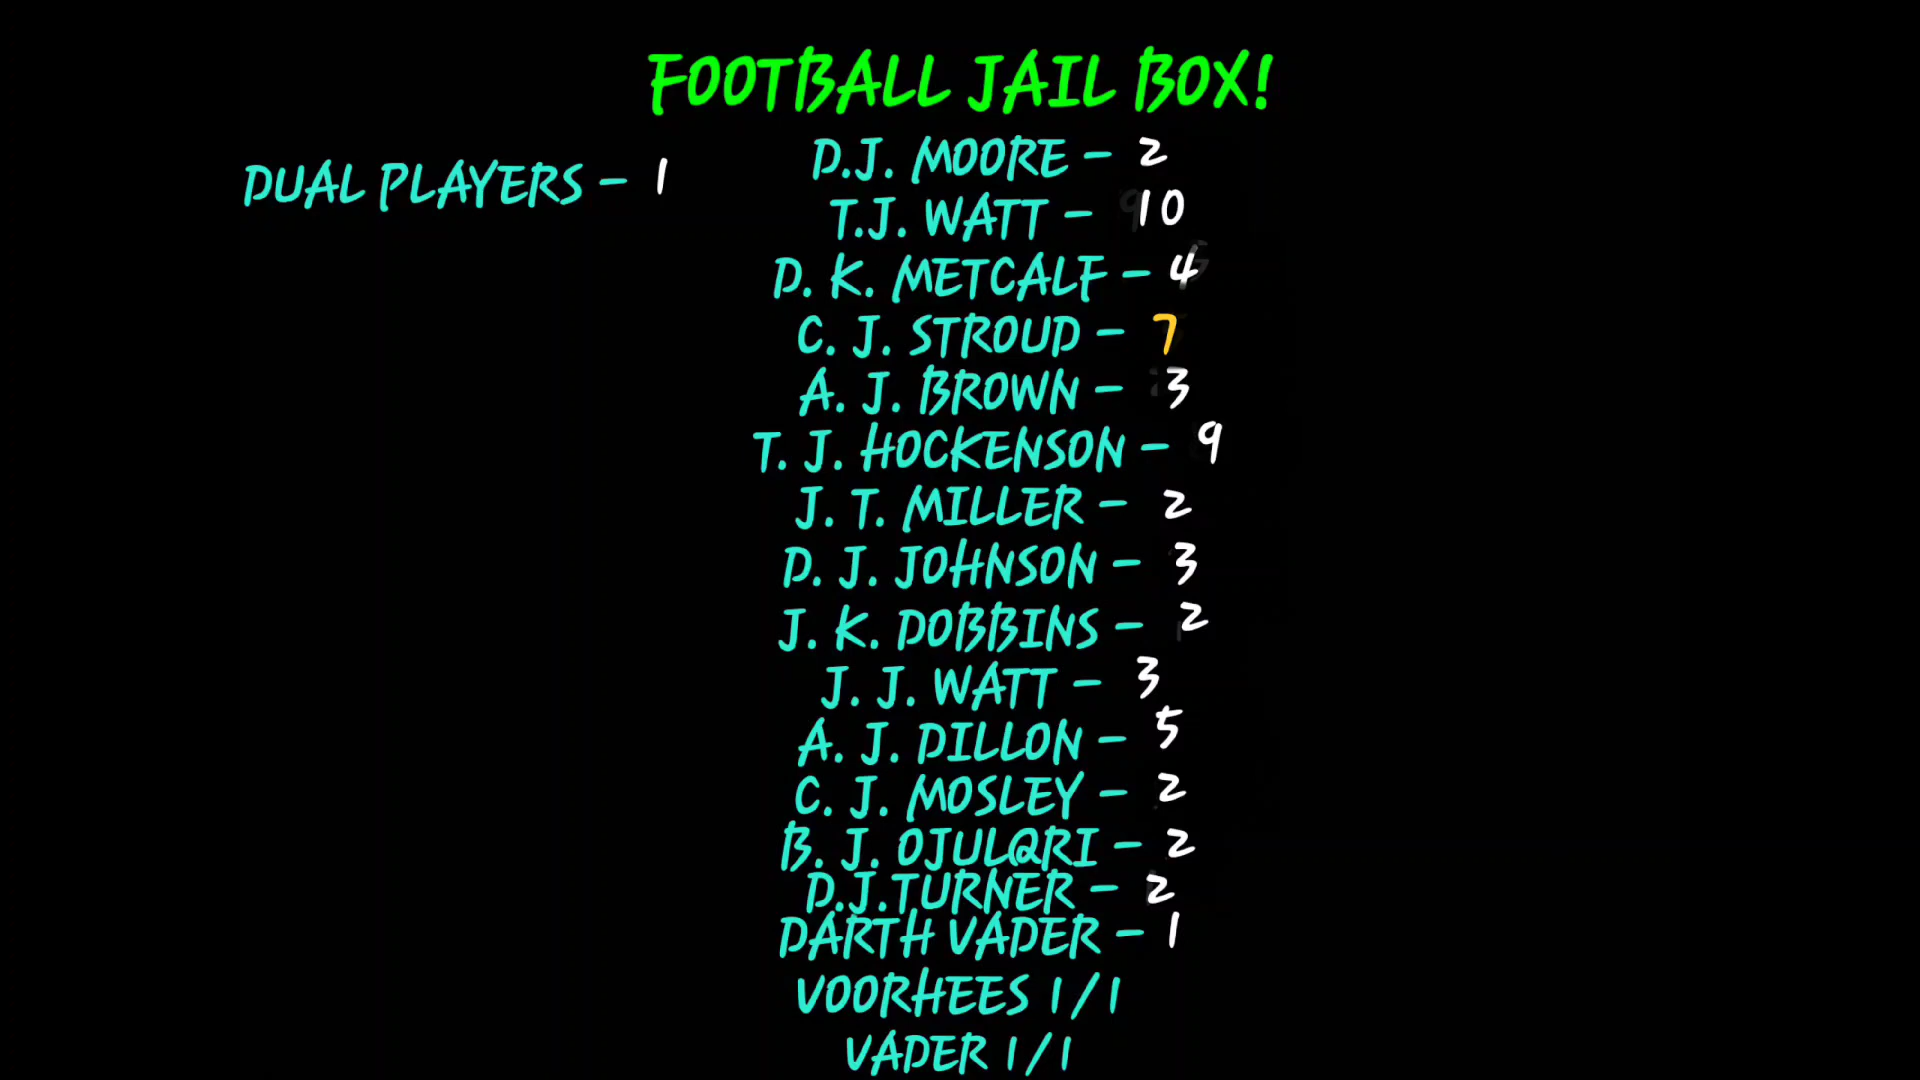 FOOTBALL JAIL BOX!
DUAL PLAYERS - 1
D.J. MOORE - 2
T.J. WATT - 10
D. K. METCALF - 4
C. J. STROUD - 7
A. J. BROWN - 3
T. J. HOCKENSON - 9
J. T. MILLER - 2
D. J. JOHNSON - 3
J. K. DOBBINS - 2
J. J. WATT - 3
A. J. DILLON - 5
C. J. MOSLEY - 2
B. J. OJULQRI - 2
D.J.TURNER - 2
DARTH VADER - 1
VOORHEES 1/1
VADER 1/1